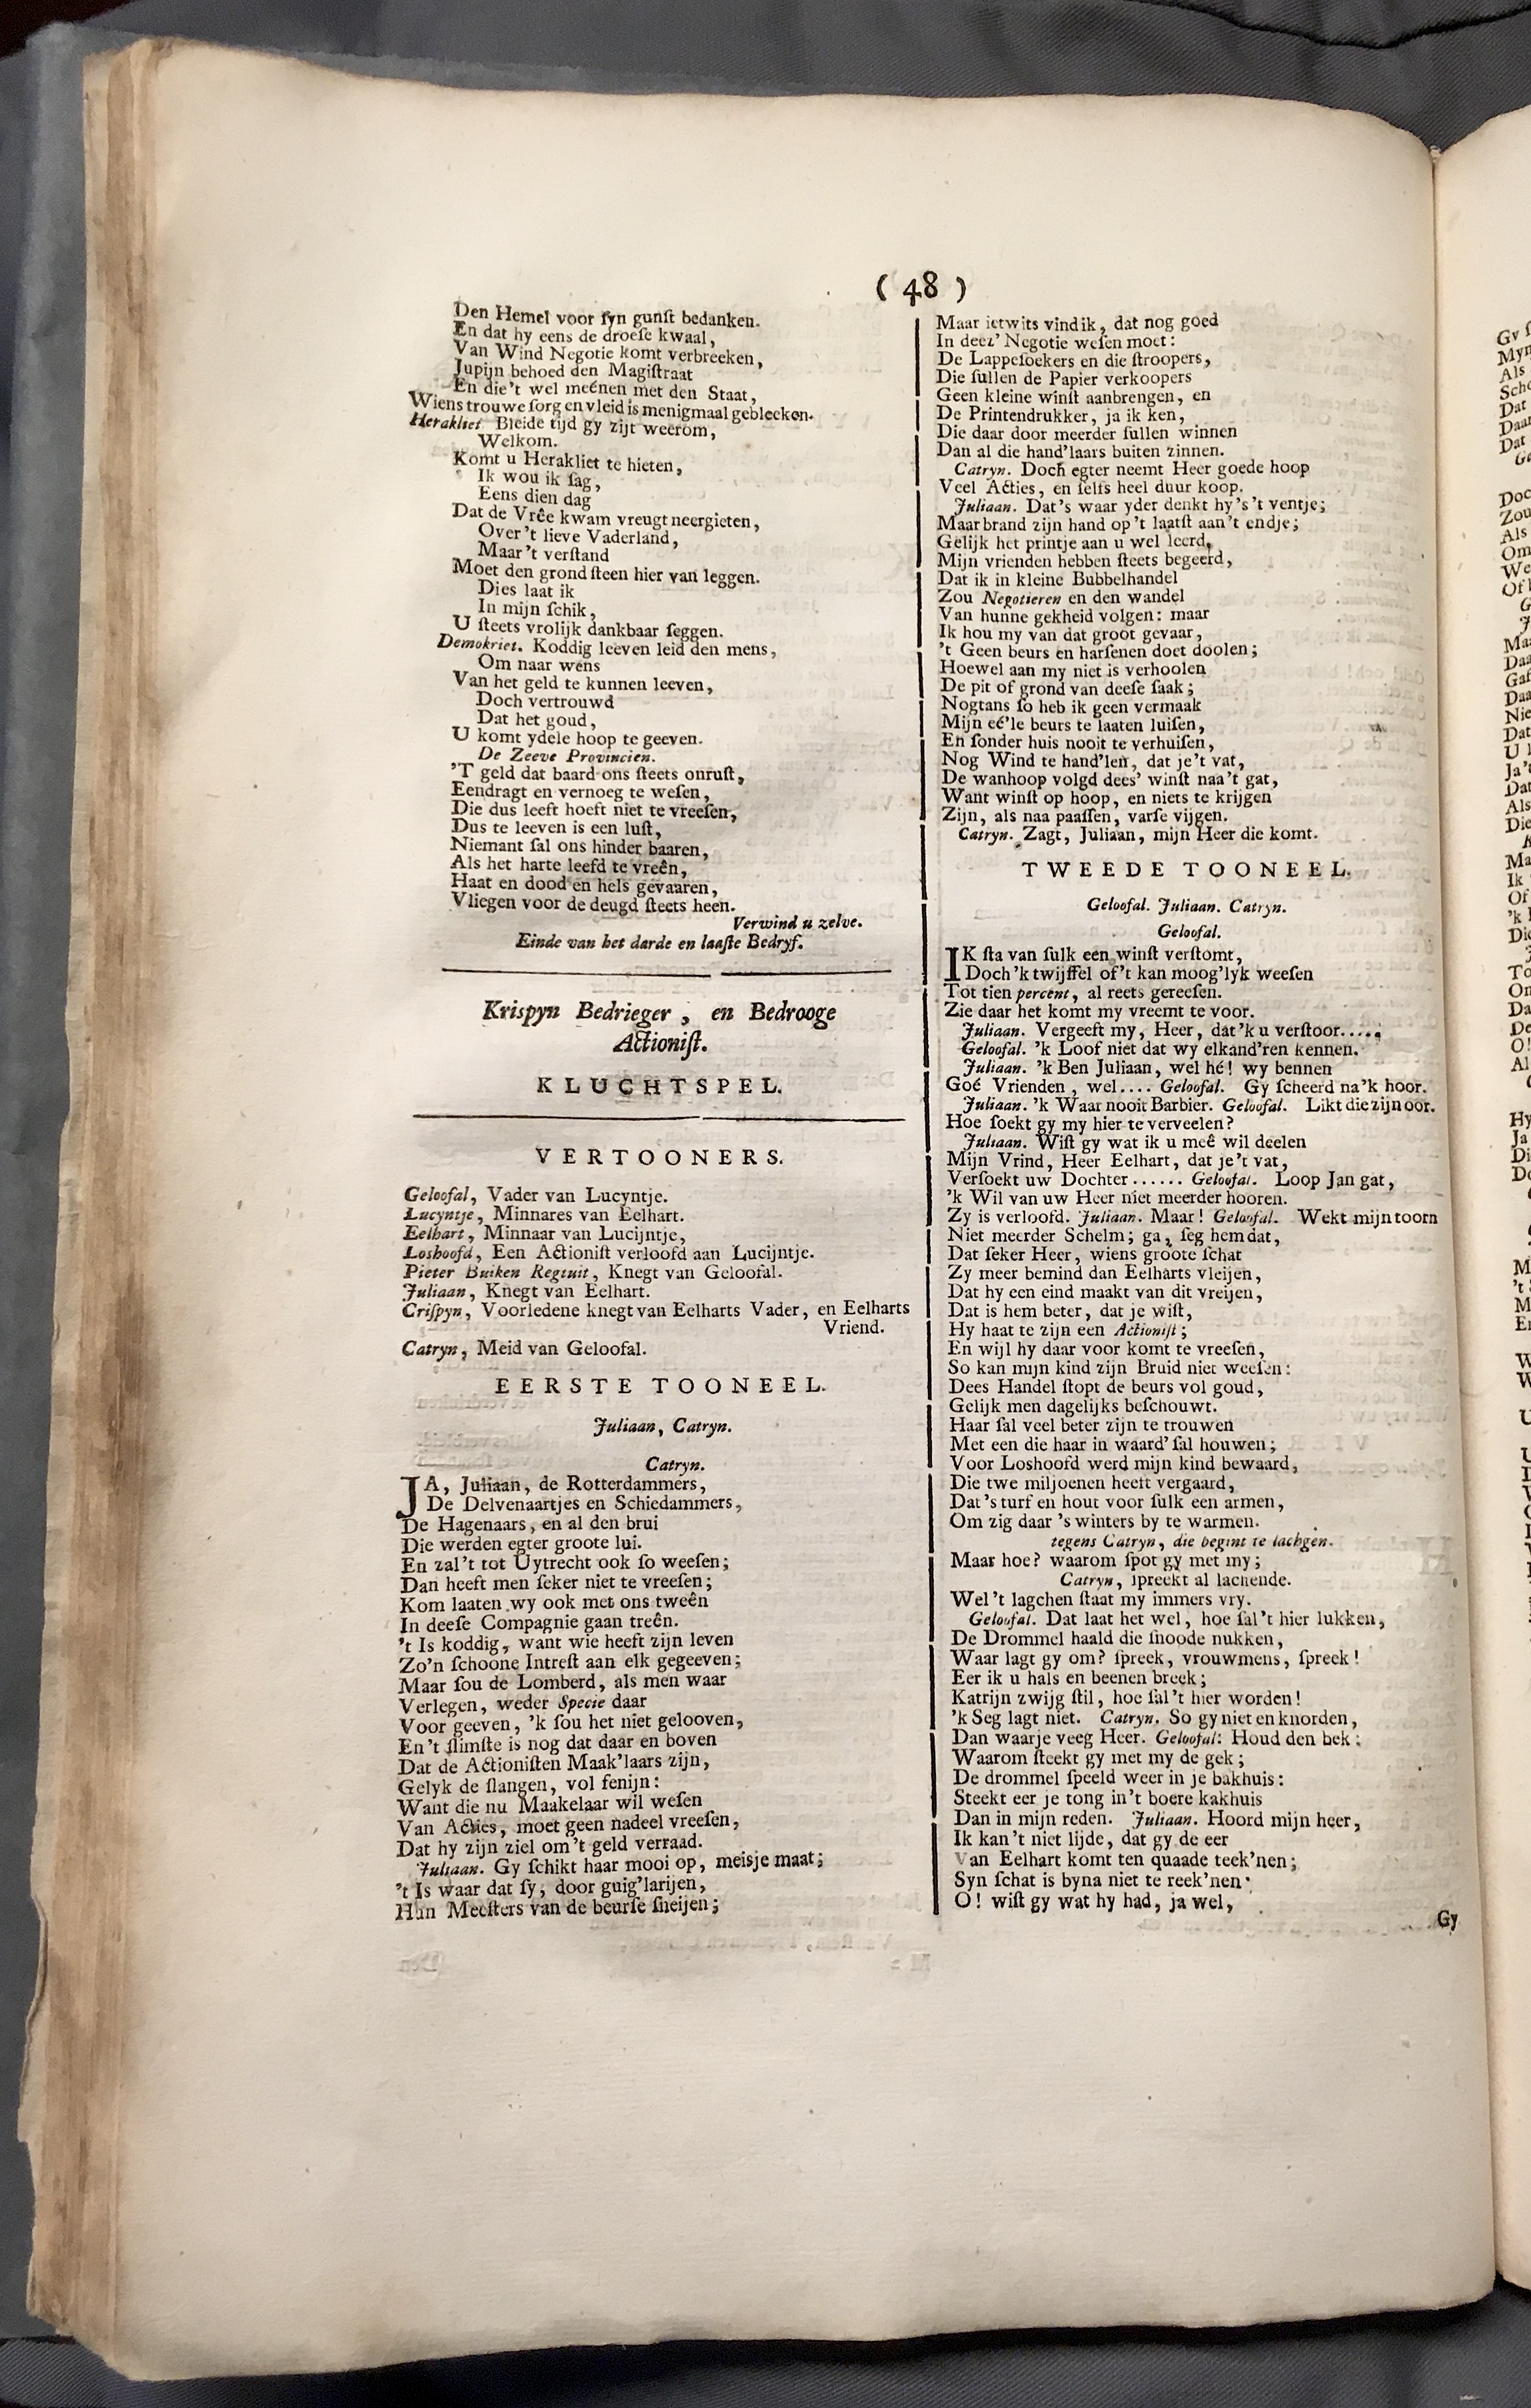 ( 48 )
Den Hemel voor ſyn gunſt bedanken.
En dat hy eens de droeſe kwaal,
Van Wind Negotie komt verbreeken,
Jupijn behoed den Magiſtraat
En die't wel meénen met den Staat,
Wiens trouwe ſorg en vleid is menigmaal gebleeken.
Herakliet Bleide tijd gy zijt weerom,
Welkom.
Komt u Herakliet te hieten,
Ik wou ik ſag,
Eens dien dag
Dat de Vrêe kwam vreugt neergieten,
Over't lieve Vaderland,
Maar't verſtand
Moet den grondſteen hier van leggen.
Dies laat ik
In mijn ſchik,
U ſteets vrolijk dankbaar ſeggen.
Demokriet. Koddig leeven leid den mens,
Om naar wens
Van het geld te kunnen leeven,
Doch vertrouwd
Dat het goud,
U komt ydele hoop te geeven.
De Zeeve Provincien.
'T geld dat baard ons ſteets onruſt,
Eendragt en vernoeg te weſen,
Die dus leeft hoeft niet te vreeſen,
Dus te leeven is een luſt,
Niemant ſal ons hinder baaren,
Als het harte leefd te vreên,
Haat en dood en hels gevaaren,
Vliegen voor de deugd ſteets heen.
Verwind u zelve.
Einde van het darde en laaſte Bedryf.
Krispyn Bedrieger, en Bedrooge
Actioniſt.
KLUCHTSPEL.
VERTOONERS.
Geloofal, Vader van Lucyntje.
Lucyntje, Minnares van Eelhart.
Eelhart, Minnaar van Lucijntje,
Loshoofd, Een Actioniſt verloofd aan Lucijntje.
Pieter Buiken Regtuit, Knegt van Geloofal.
Juliaan, Knegt van Eelhart.
Criſpyn, Voorledene knegt van Eelharts Vader, en Eelharts
Vriend.
Catryn, Meid van Geloofal.
EERSTE TOONEEL.
Juliaan, Catryn.
Catryn.
JA, Juliaan, de Rotterdammers,
De Delvenaartjes en Schiedammers,
De Hagenaars, en al den brui
Die werden egter groote lui.
En zal't tot Uytrecht ook ſo weeſen;
Dan heeft men ſeker niet te vreeſen;
Kom laaten wy ook met ons tweên
In deeſe Compagnie gaan treên.
't Is koddig, want wie heeft zijn leven
Zo'n ſchoone Intreſt aan elk gegeeven;
Maar ſou de Lomberd, als men waar
Verlegen, weder Specie daar
Voor geeven, 'k ſou het niet gelooven,
En't ſlimſte is nog dat daar en boven
Dat de Actioniſten Maak'laars zijn,
Gelyk de ſlangen, vol fenijn:
Want die nu Maakelaar wil weſen
Van Acties, moet geen nadeel vreeſen,
Dat hy zijn ziel om't geld verraad.
Juliaan. Gy ſchikt haar mooi op, meisje maat;
't Is waar dat ſy, door guig'larijen,
Hun Meeſters van de beurſe ſneijen;
Maar ietwits vind ik, dat nog goed
In deez' Negotie weſen moet:
De Lappeſoekers en die ſtroopers,
Die ſullen de Papier verkoopers
Geen kleine winſt aanbrengen, en
De Printendrukker, ja ik ken,
Die daar door meerder ſullen winnen
Dan al die hand'laars buiten zinnen.
Catryn. Doch egter neemt Heer goede hoop
Veel Acties, en ſelfs heel duur koop.
Juliaan. Dat's waar yder denkt hy's 't ventje;
Maar brand zijn hand op't laatſt aan't endje;
Gelijk het printje aan u wel leerd,
Mijn vrienden hebben ſteets begeerd,
Dat ik in kleine Bubbelhandel
Zou Negotieren en den wandel
Van hunne gekheid volgen: maar
Ik hou my van dat groot gevaar,
't Geen beurs en harſenen doet doolen;
Hoewel aan my niet is verhoolen
De pit of grond van deeſe ſaak;
Nogtans ſo heb ik geen vermaak
Mijn eé'le beurs te laaten luiſen,
En ſonder huis nooit te verhuiſen,
Nog Wind te hand'len, dat je't vat,
De wanhoop volgd dees' winſt naa't gat,
Want winſt op hoop, en niets te krijgen
Zijn, als naa paaſſen, varſe vijgen.
Catryn. Zagt, Juliaan, mijn Heer die komt.
TWEEDE TOONEEL.
Geloofal. Juliaan. Catryn.
Geloofal.
IK ſta van ſulk een winſt verſtomt,
Doch 'k twijffel of't kan moog'lyk weeſen
Tot tien percent, al reets gereeſen.
Zie daar het komt my vreemt te voor.
Juliaan. Vergeeft my, Heer, dat 'k u verſtoor.....
Geloofal. 'k Loof niet dat wy elkand'ren kennen.
Juliaan. 'k Ben Juliaan, wel hé! wy bennen
Goé Vrienden, wel.... Geloofal. Gy ſcheerd na'k hoor.
Juliaan. 'k Waar nooit Barbier. Geloofal. Likt die zijn oor.
Hoe ſoekt gy my hier te verveelen?
Juliaan. Wiſt gy wat ik u meê wil deelen
Mijn Vrind, Heer Eelhart, dat je't vat,
Verſoekt uw Dochter...... Geloofal. Loop Jan gat,
'k Wil van uw Heer niet meerder hooren.
Zy is verloofd. Juliaan. Maar! Geloofal. Wekt mijn toorn
Niet meerder Schelm; ga, ſeg hem dat,
Dat ſeker Heer, wiens groote ſchat
Zy meer bemind dan Eelharts vleijen,
Dat hy een eind maakt van dit vreijen,
Dat is hem beter, dat je wiſt,
Hy haat te zijn een Actioniſt;
En wijl hy daar voor komt te vreeſen,
So kan mijn kind zijn Bruid niet weeſen:
Dees Handel ſtopt de beurs vol goud,
Gelijk men dagelijks beſchouwt.
Haar ſal veel beter zijn te trouwen
Met een die haar in waard' ſal houwen;
Voor Loshoofd werd mijn kind bewaard,
Die twe miljoenen heeft vergaard,
Dat's turf en hout voor ſulk een armen,
Om zig daar 's winters by te warmen.
tegens Catryn, die begint te lachgen.
Maar hoe? waarom ſpot gy met my;
Catryn, ſpreekt al lachende.
Wel't lagchen ſtaat my immers vry.
Geloofal. Dat laat het wel, hoe ſal't hier lukken,
De Drommel haald die ſnoode nukken,
Waar lagt gy om? ſpreek, vrouwmens, ſpreek!
Eer ik u hals en beenen breek;
Katrijn zwijg ſtil, hoe ſal't hier worden!
'k Seg lagt niet. Catryn. So gy niet en knorden,
Dan waarje veeg Heer. Geloofal: Houd den bek:
Waarom ſteekt gy met my de gek;
De drommel ſpeeld weer in je bakhuis:
Steekt eer je tong in't boere kakhuis
Dan in mijn reden. Juliaan. Hoord mijn heer,
Ik kan't niet lijde, dat gy de eer
Van Eelhart komt ten quaade teek'nen;
Syn ſchat is byna niet te reek'nen:
O! wiſt gy wat hy had, ja wel,
Gy